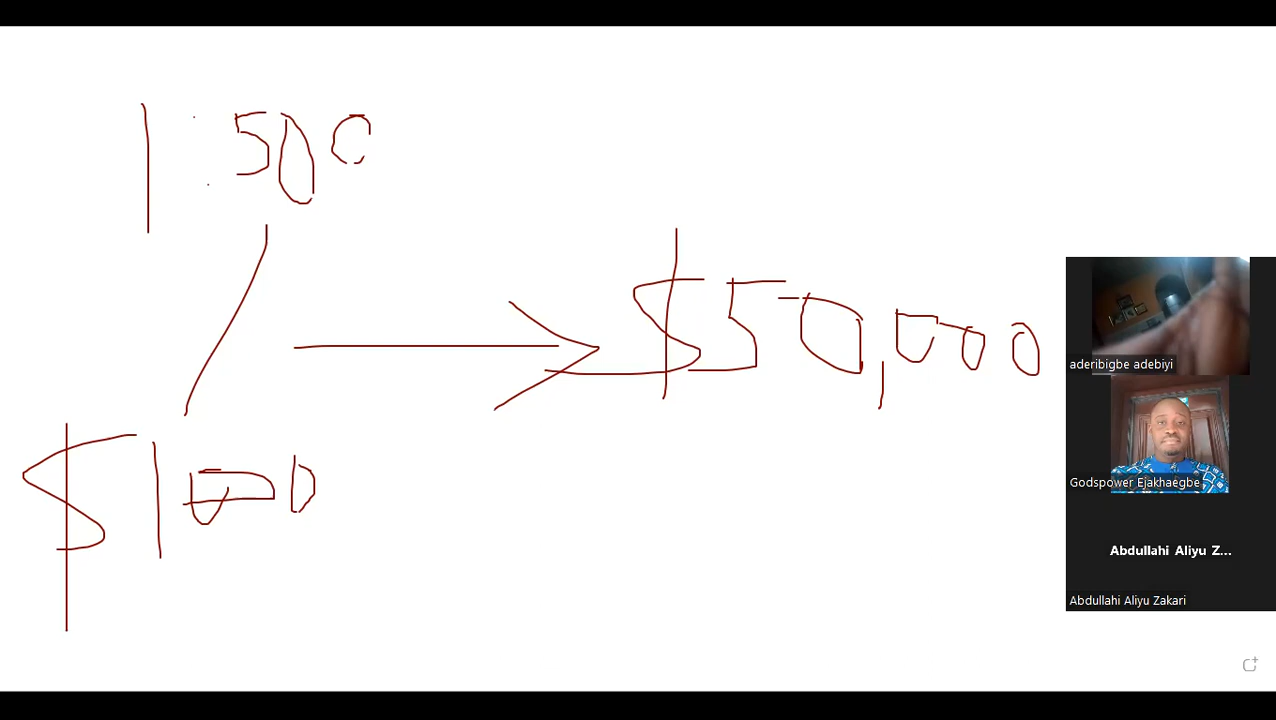 1 : 500
$50,000
$100
aderibigbe adebiyi
Godspower Ejakhaegbe
Abdullahi Aliyu Z...
Abdullahi Aliyu Zakari